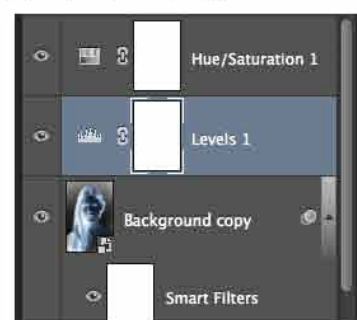 Hue/Saturation 1
Levels 1
Background copy
Smart Filters